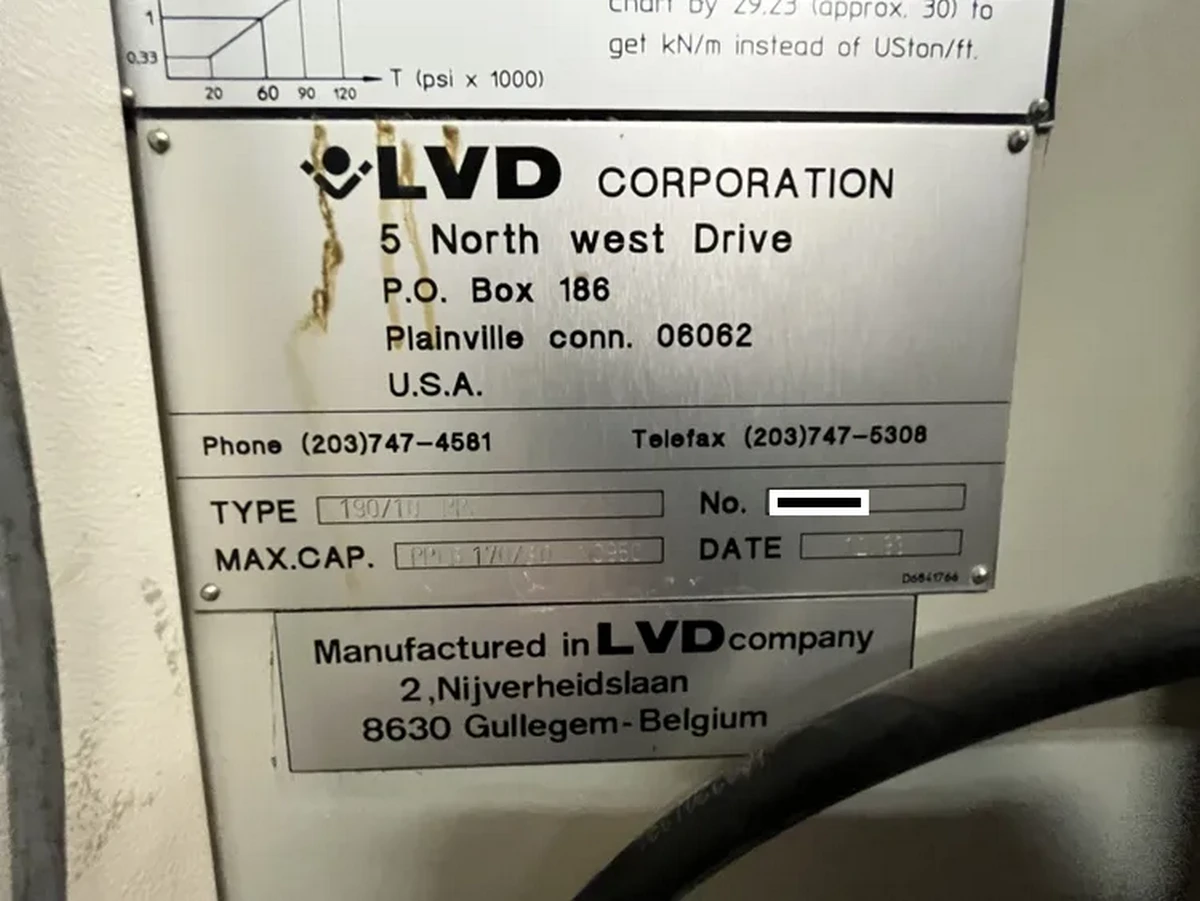 chart by 29.23 (approx. 30) to
get kN/m instead of USton/ft.
1
0.33
T (psi x 1000)
20 60 90 120
LVD CORPORATION
5 North west Drive
P.O. Box 186
Plainville conn. 06062
U.S.A.
Phone (203)747-4581 Telefax (203)747-5308
TYPE No.
MAX.CAP. DATE
D6841766
Manufactured in LVD company
2,Nijverheidslaan
8630 Gullegem-Belgium